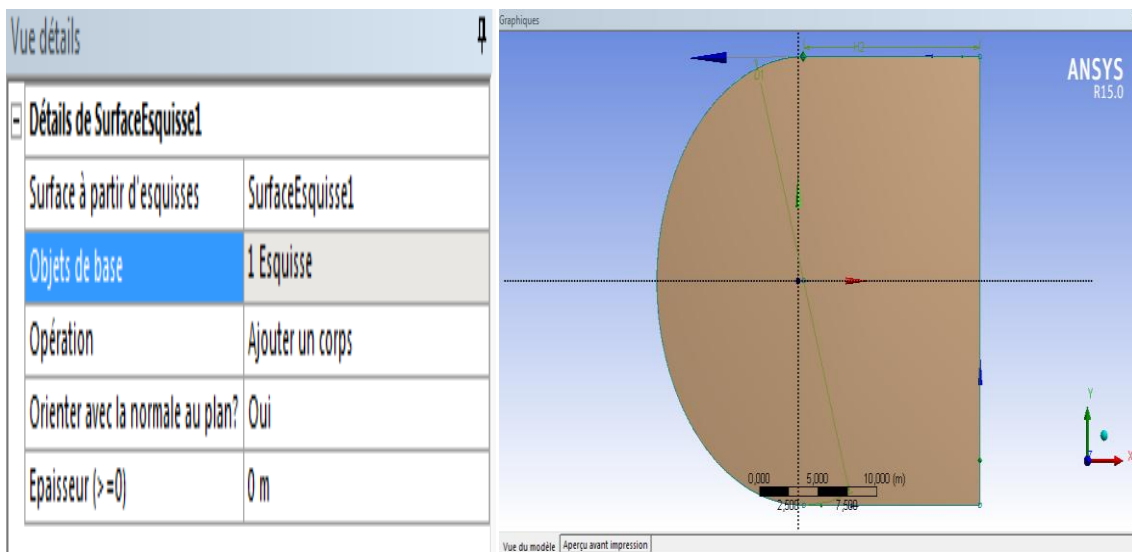 Vue détails
Détails de SurfaceEsquisse1
Surface à partir d'esquisses SurfaceEsquisse1
Objets de base 1 Esquisse
Opération Ajouter un corps
Orienter avec la normale au plan? Oui
Epaisseur (>=0) 0 m
Graphiques
H2
D1
ANSYS
R15.0
0,000 5,000 10,000 (m)
2,500 7,500
Y
X
Vue du modèle Aperçu avant impression